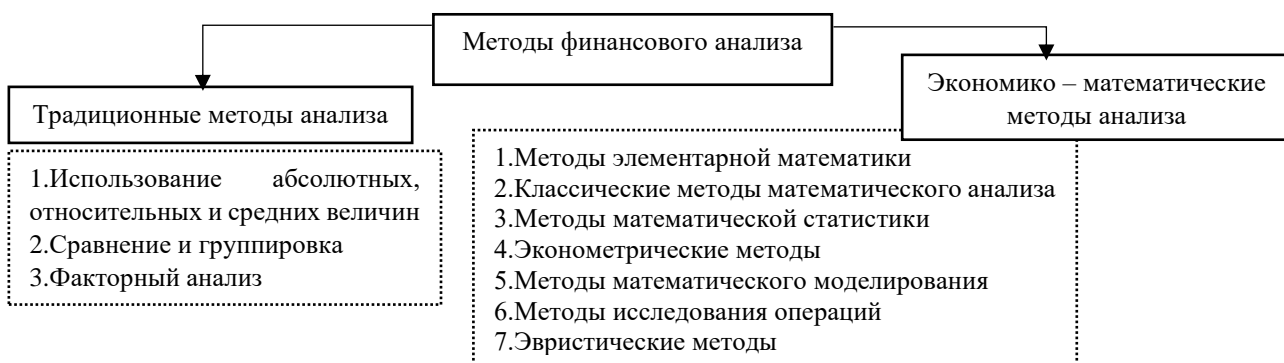 Методы финансового анализа
Традиционные методы анализа
1.Использование абсолютных,
относительных и средних величин
2.Сравнение и группировка
3.Факторный анализ
Экономико – математические
методы анализа
1.Методы элементарной математики
2.Классические методы математического анализа
3.Методы математической статистики
4.Эконометрические методы
5.Методы математического моделирования
6.Методы исследования операций
7.Эвристические методы